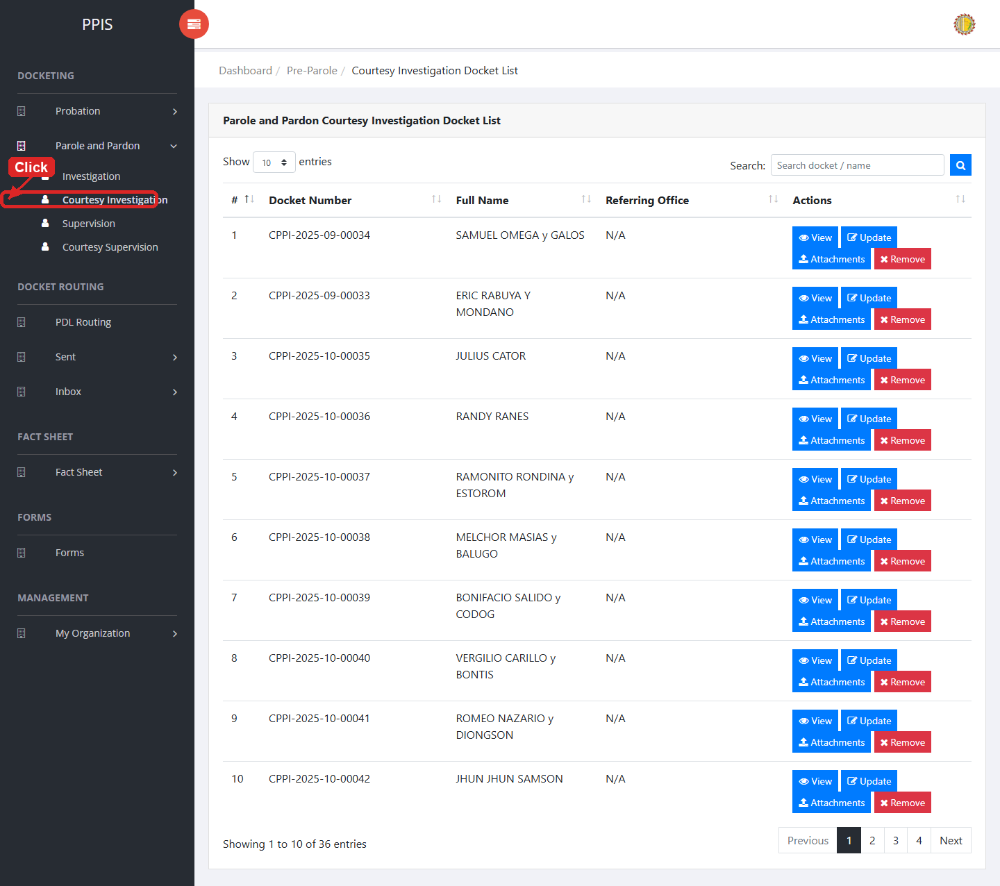 PPIS
DOCKETING
Probation
Parole and Pardon
Click
Investigation
Courtesy Investigation
Supervision
Courtesy Supervision
DOCKET ROUTING
PDL Routing
Sent
Inbox
FACT SHEET
Fact Sheet
FORMS
Forms
MANAGEMENT
My Organization
Dashboard / Pre-Parole / Courtesy Investigation Docket List
Parole and Pardon Courtesy Investigation Docket List
Show 10 entries
Search: Search docket / name
# Docket Number Full Name Referring Office Actions
1 CPPI-2025-09-00034 SAMUEL OMEGA y GALOS N/A View Update
Attachments Remove
2 CPPI-2025-09-00033 ERIC RABUYA Y N/A View Update
MONDANO Attachments Remove
3 CPPI-2025-10-00035 JULIUS CATOR N/A View Update
Attachments Remove
4 CPPI-2025-10-00036 RANDY RANES N/A View Update
Attachments Remove
5 CPPI-2025-10-00037 RAMONITO RONDINA y N/A View Update
ESTOROM Attachments Remove
6 CPPI-2025-10-00038 MELCHOR MASIAS y N/A View Update
BALUGO Attachments Remove
7 CPPI-2025-10-00039 BONIFACIO SALIDO y N/A View Update
CODOG Attachments Remove
8 CPPI-2025-10-00040 VERGILIO CARILLO y N/A View Update
BONTIS Attachments Remove
9 CPPI-2025-10-00041 ROMEO NAZARIO y N/A View Update
DIONGSON Attachments Remove
10 CPPI-2025-10-00042 JHUN JHUN SAMSON N/A View Update
Attachments Remove
Showing 1 to 10 of 36 entries
Previous 1 2 3 4 Next